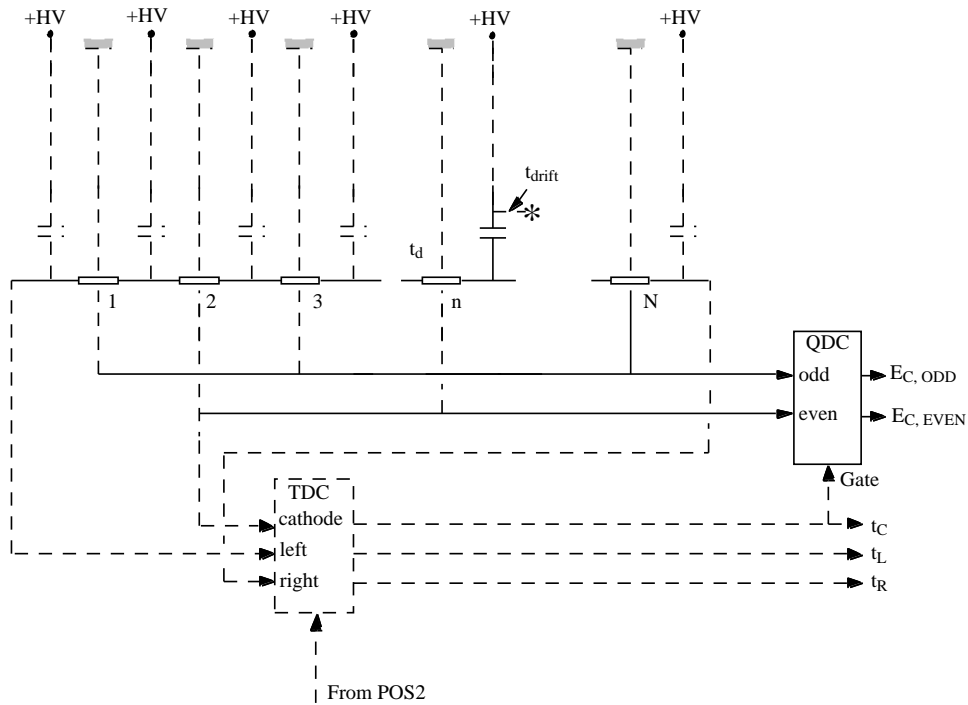 +HV +HV +HV +HV +HV +HV
t_drift
t_d
1 2 3 n N
QDC
odd E_C, ODD
even E_C, EVEN
Gate
TDC
cathode t_C
left t_L
right t_R
From POS2